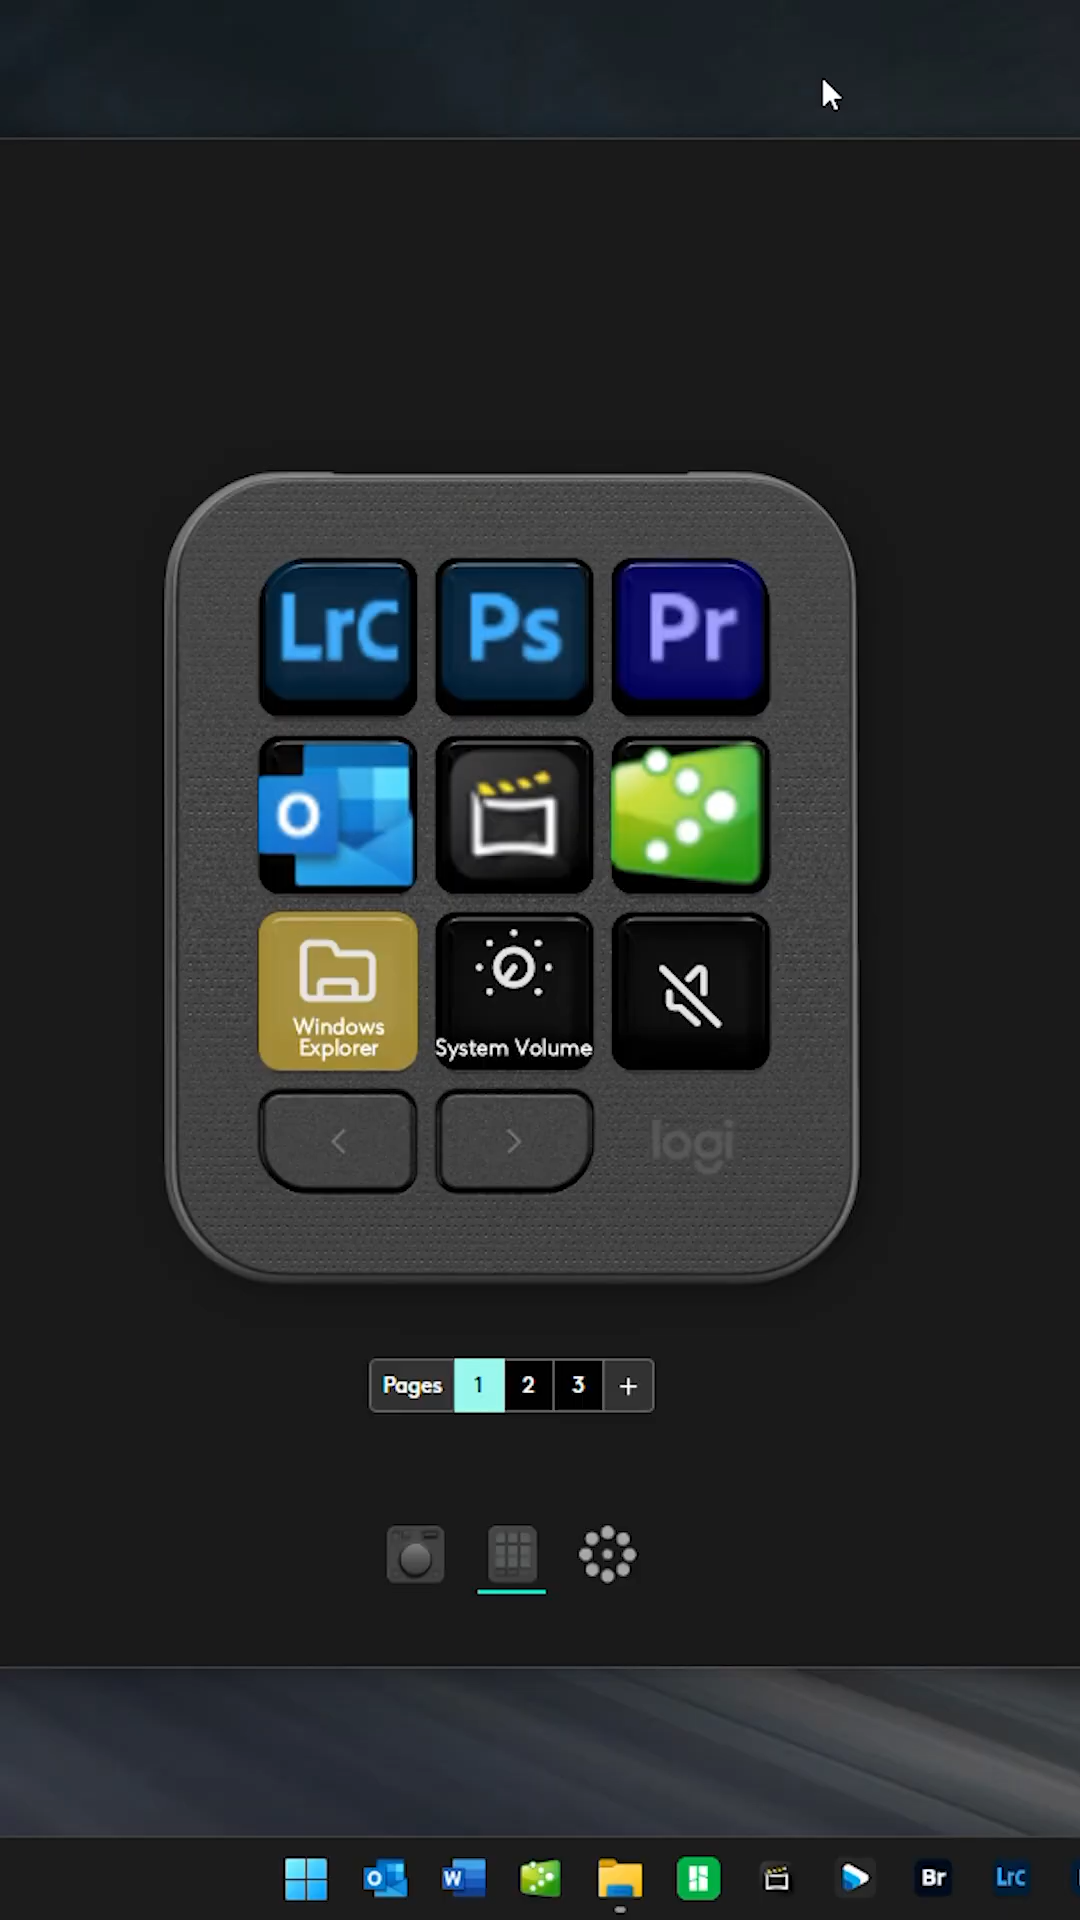 LrC Ps Pr
O
Windows
Explorer
System Volume
logi
Pages 1 2 3 +
O W Br LrC